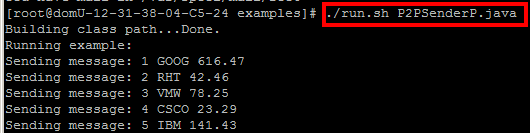 [root@domU-12-31-38-04-C5-24 examples]# ./run.sh P2PSenderP.java
Building class path...Done.
Running example:
Sending message: 1 GOOG 616.47
Sending message: 2 RHT 42.46
Sending message: 3 VMW 78.25
Sending message: 4 CSCO 23.29
Sending message: 5 IBM 141.43